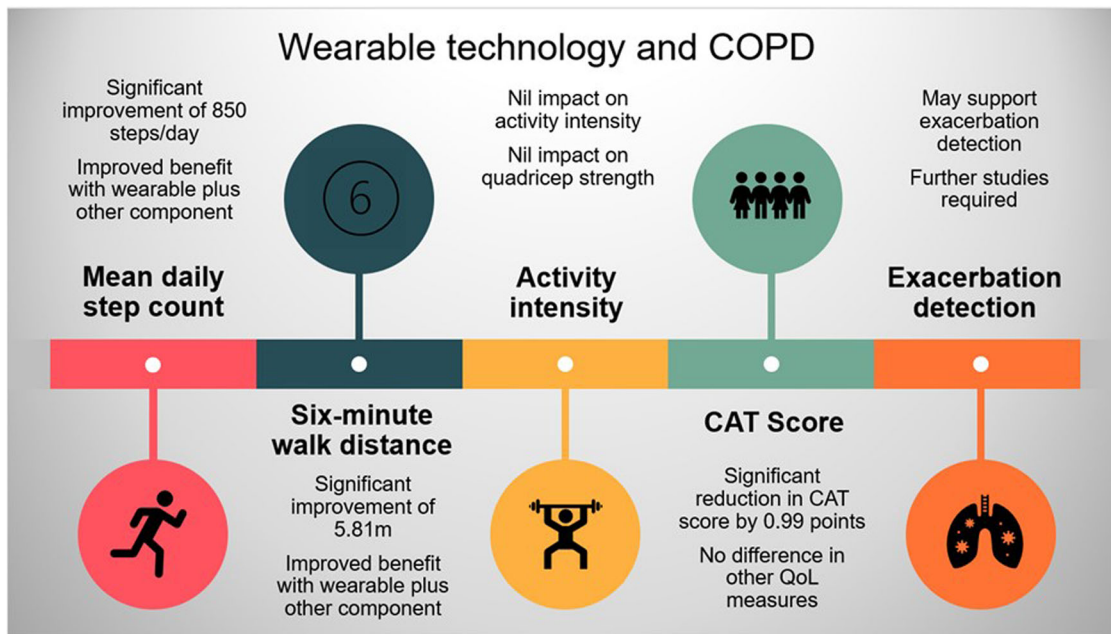 Wearable technology and COPD
Significant
improvement of 850
steps/day
Improved benefit
with wearable plus
other component
Mean daily
step count
6
Six-minute
walk distance
Significant
improvement of
5.81m
Improved benefit
with wearable plus
other component
Nil impact on
activity intensity
Nil impact on
quadricep strength
Activity
intensity
CAT Score
Significant
reduction in CAT
score by 0.99 points
No difference in
other QoL
measures
May support
exacerbation
detection
Further studies
required
Exacerbation
detection